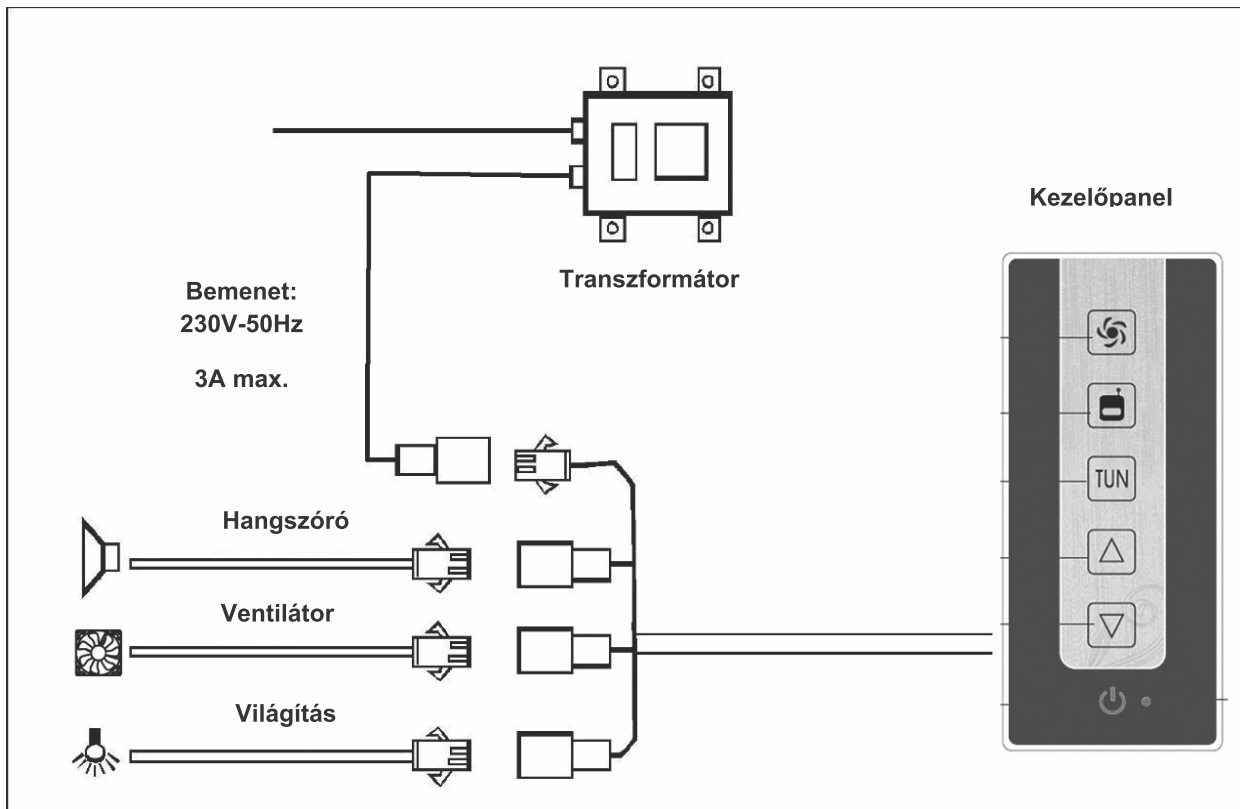 Kezelőpanel
Transzformátor
Bemenet:
230V-50Hz
3A max.
TUN
Hangszóró
Ventilátor
Világítás